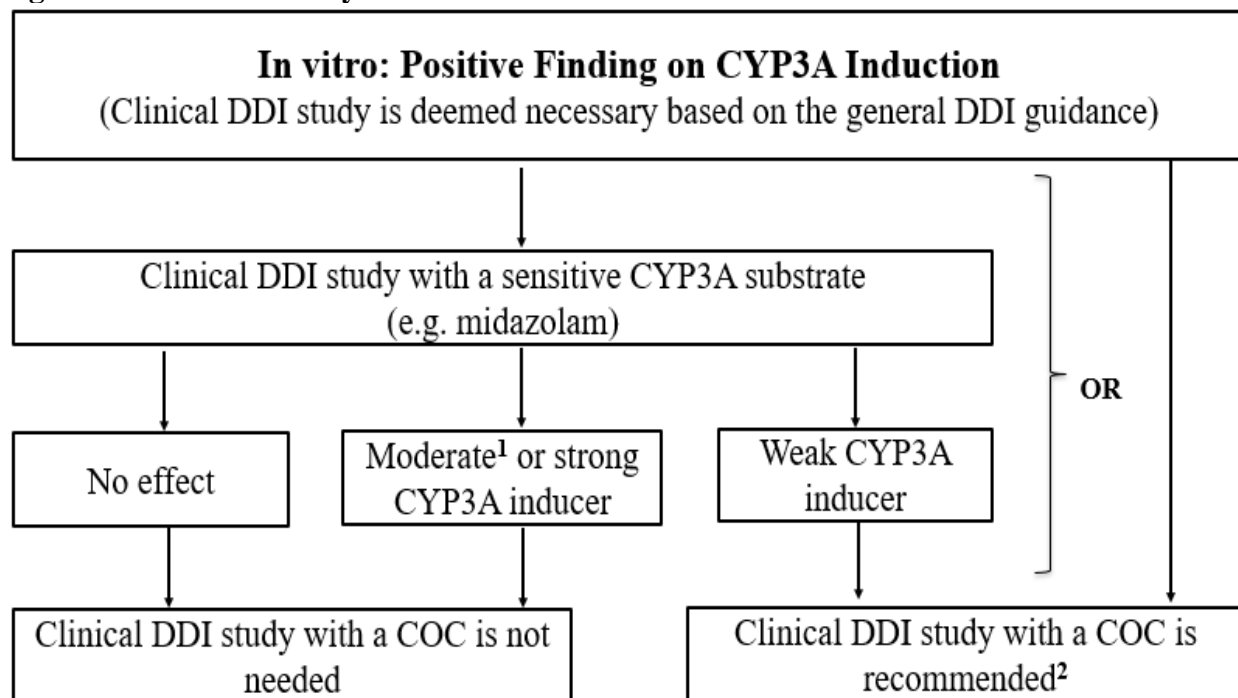 In vitro: Positive Finding on CYP3A Induction
(Clinical DDI study is deemed necessary based on the general DDI guidance)
Clinical DDI study with a sensitive CYP3A substrate
(e.g. midazolam)
OR
No effect
Moderate¹ or strong
CYP3A inducer
Weak CYP3A
inducer
Clinical DDI study with a COC is not
needed
Clinical DDI study with a COC is
recommended²